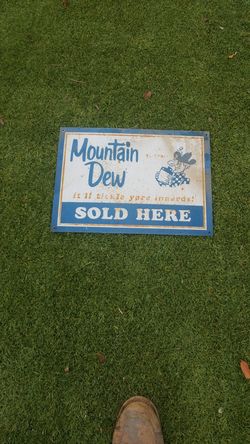 Mountain
Dew
it'll tickle yore innards!
SOLD HERE